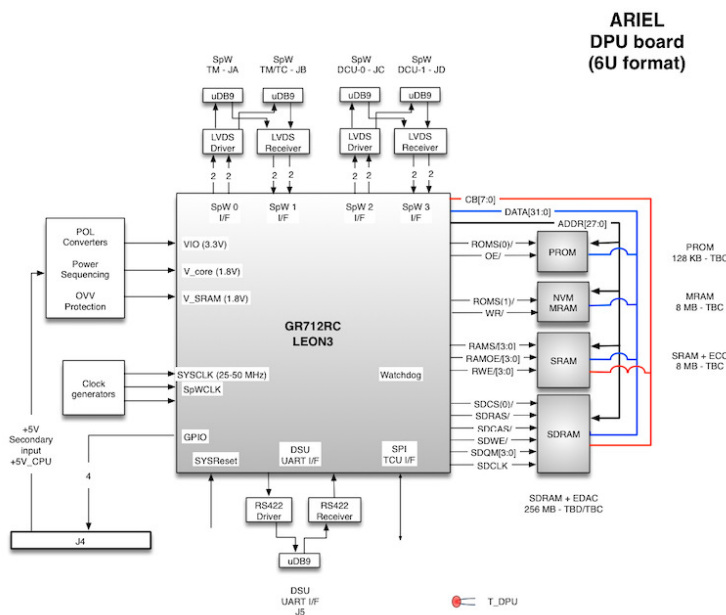 ARIEL
DPU board
(6U format)
SpW
TM - JA
SpW
TM/TC - JB
SpW
DCU-0 - JC
SpW
DCU-1 - JD
uDB9
uDB9
uDB9
uDB9
LVDS
Driver
LVDS
Receiver
LVDS
Driver
LVDS
Receiver
2
2
2
2
2
2
2
2
SpW 0
I/F
SpW 1
I/F
SpW 2
I/F
SpW 3
I/F
CB[7:0]
DATA[31:0]
ADDR[27:0]
POL
Converters
Power
Sequencing
OVV
Protection
VIO (3.3V)
V_core (1.8V)
V_SRAM (1.8V)
GR712RC
LEON3
ROMS(0)/
OE/
PROM
PROM
128 KB - TBC
ROMS(1)/
WR/
NVM
MRAM
MRAM
8 MB - TBC
RAMS/[3:0]
RAMOE/[3:0]
RWE/[3:0]
SRAM
SRAM + ECC
8 MB - TBC
Clock
generators
SYSCLK (25-50 MHz)
SpWCLK
Watchdog
SDCS(0)/
SDRAS/
SDCAS/
SDWE/
SDQM[3:0]
SDCLK
SDRAM
SDRAM + EDAC
256 MB - TBD/TBC
+5V
Secondary
input
+5V_CPU
GPIO
4
SYSReset
DSU
UART I/F
SPI
TCU I/F
RS422
Driver
RS422
Receiver
J4
uDB9
DSU
UART I/F
J5
T_DPU